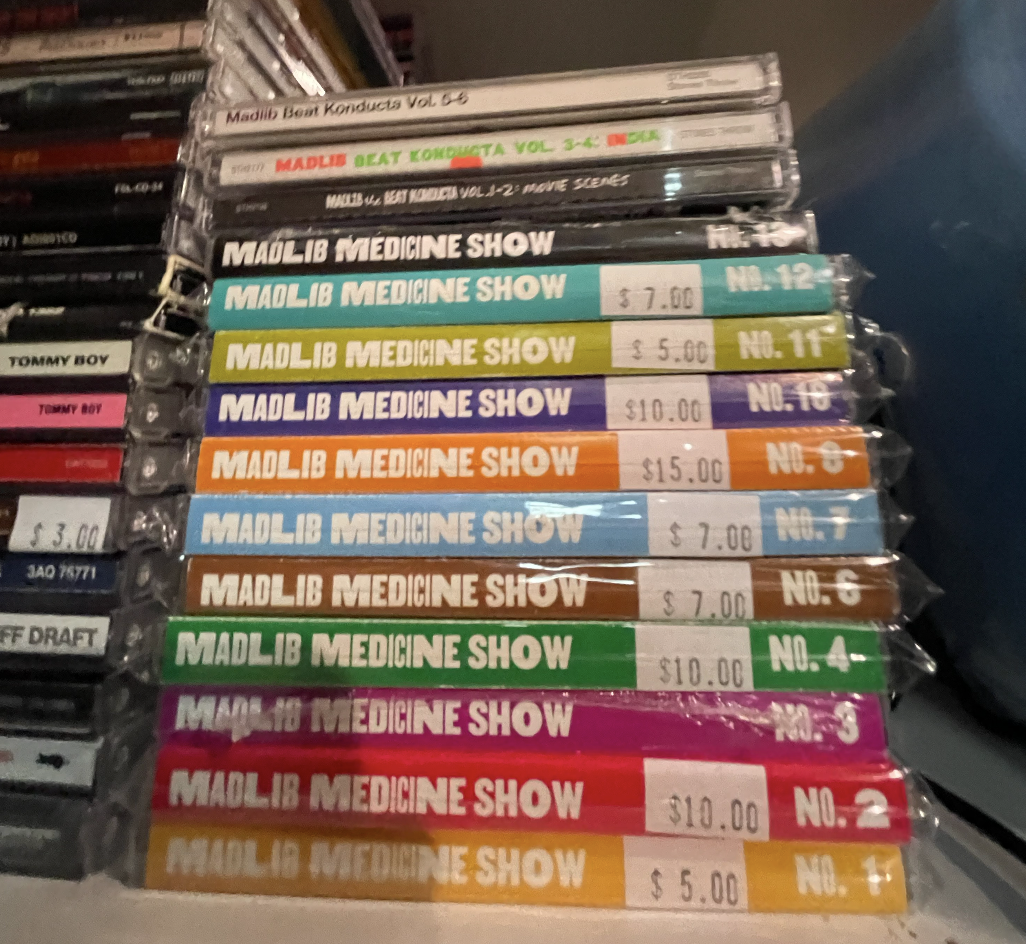 Madlib Beat Konducta Vol. 5-6
MADLIB BEAT KONDUCTA VOL. 3-4: INDIA
MADLIB BEAT KONDUCTA VOL. 1-2: MOVIE SCENES
MADLIB MEDICINE SHOW No. 13
MADLIB MEDICINE SHOW $ 7.00 No. 12
MADLIB MEDICINE SHOW $ 5.00 No. 11
MADLIB MEDICINE SHOW $10.00 No. 10
MADLIB MEDICINE SHOW $15.00 No. 8
MADLIB MEDICINE SHOW $ 7.00 No. 7
MADLIB MEDICINE SHOW $ 7.00 No. 6
MADLIB MEDICINE SHOW $10.00 No. 4
MADLIB MEDICINE SHOW No. 3
MADLIB MEDICINE SHOW $10.00 No. 2
MADLIB MEDICINE SHOW $ 5.00 No. 1
TOMMY BOY
TOMMY BOY
$ 3.00
3AQ 75771
FF DRAFT